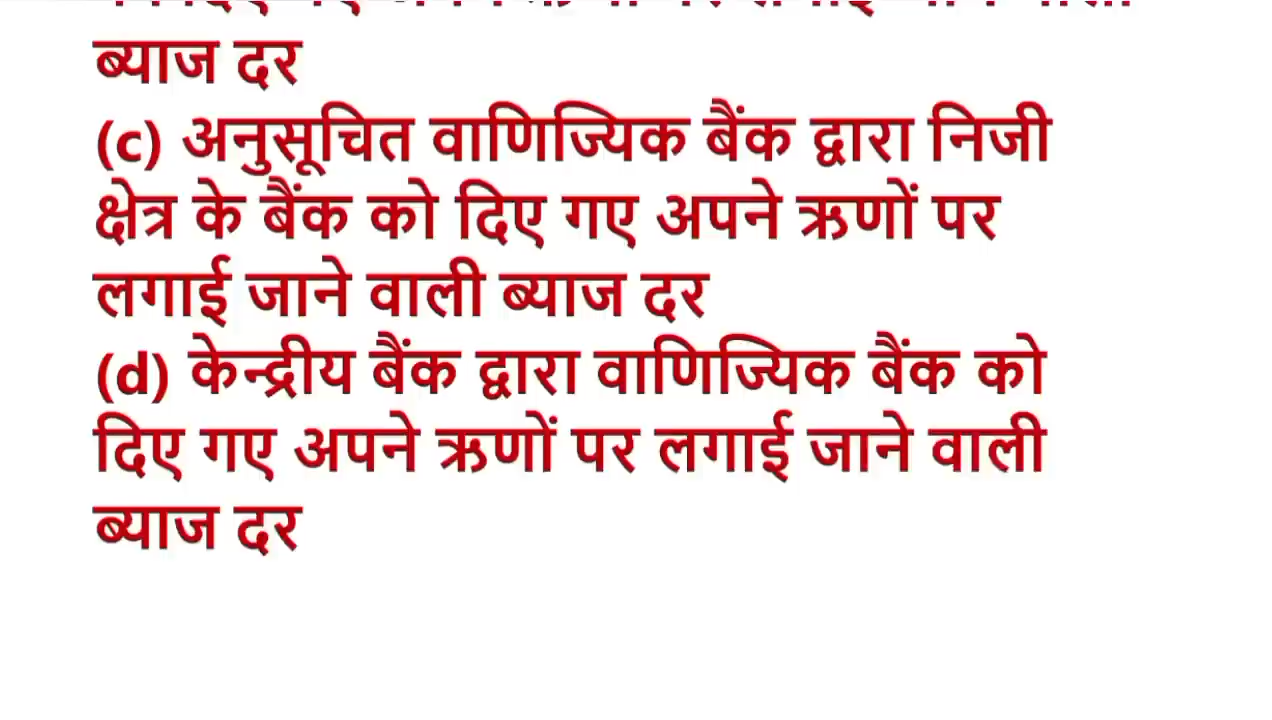 ब्याज दर
(c) अनुसूचित वाणिज्यिक बैंक द्वारा निजी
क्षेत्र के बैंक को दिए गए अपने ऋणों पर
लगाई जाने वाली ब्याज दर
(d) केन्द्रीय बैंक द्वारा वाणिज्यिक बैंक को
दिए गए अपने ऋणों पर लगाई जाने वाली
ब्याज दर